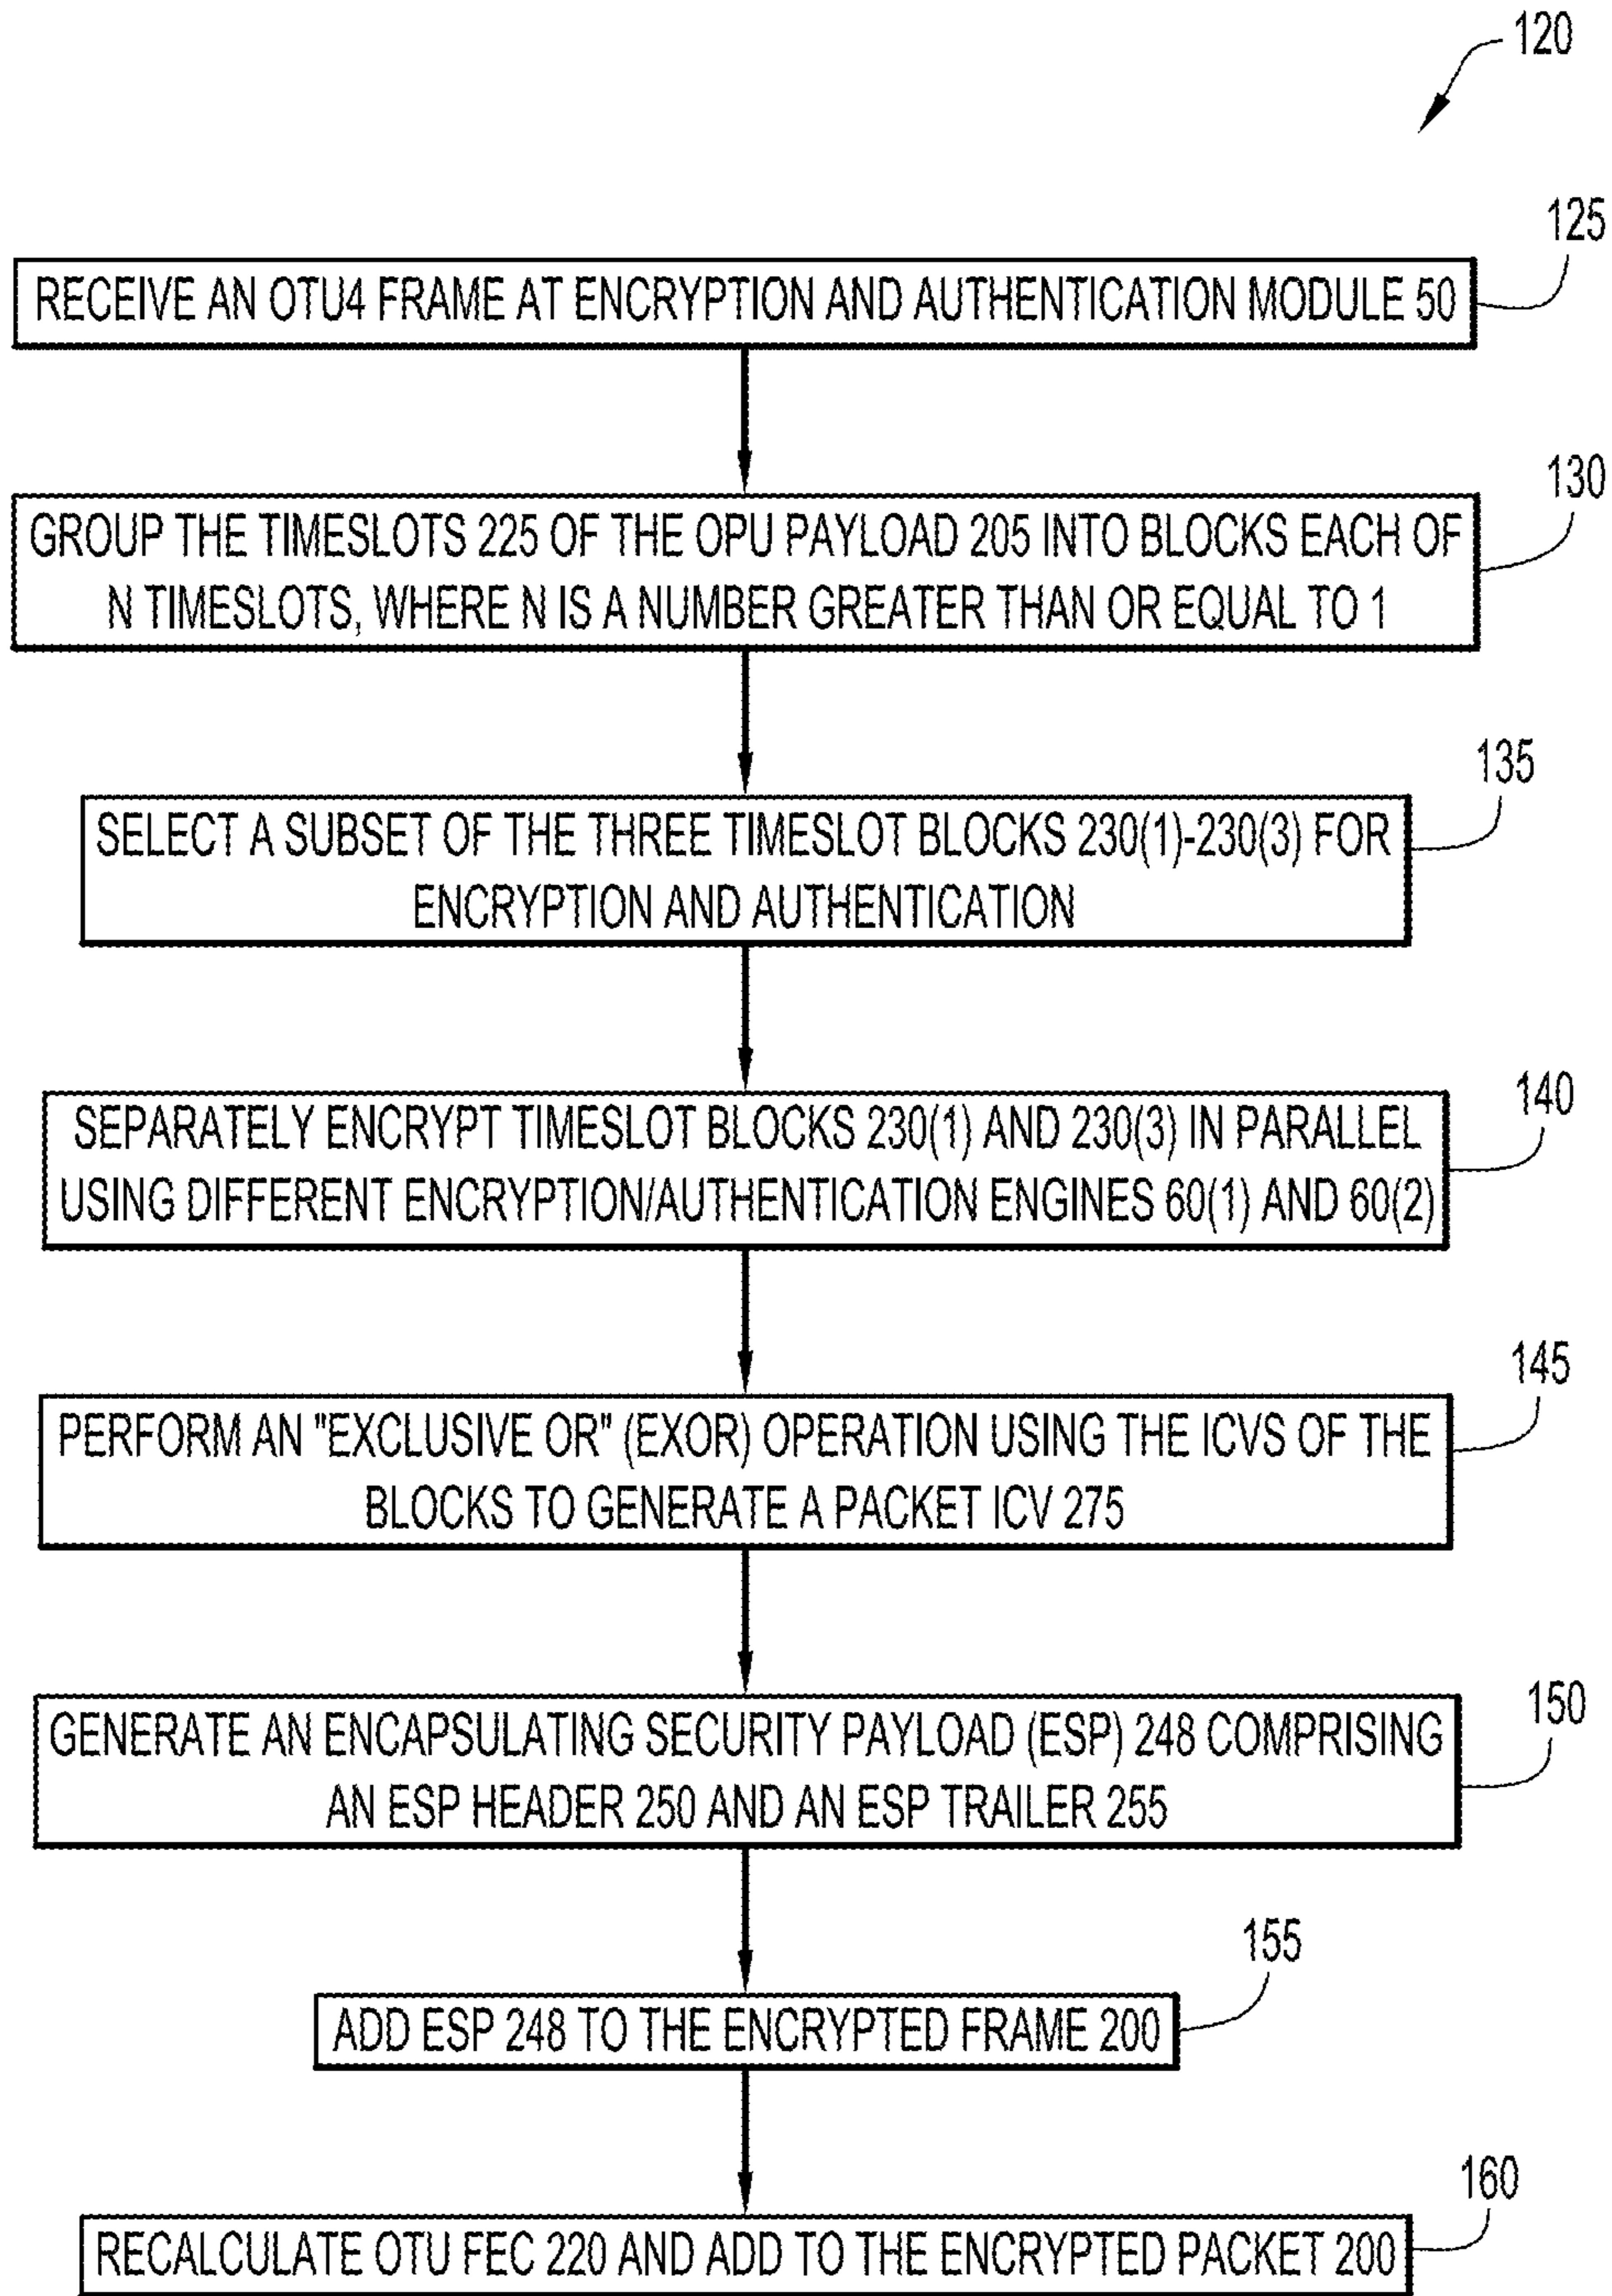 120
125
RECEIVE AN OTU4 FRAME AT ENCRYPTION AND AUTHENTICATION MODULE 50
130
GROUP THE TIMESLOTS 225 OF THE OPU PAYLOAD 205 INTO BLOCKS EACH OF
N TIMESLOTS, WHERE N IS A NUMBER GREATER THAN OR EQUAL TO 1
135
SELECT A SUBSET OF THE THREE TIMESLOT BLOCKS 230(1)-230(3) FOR
ENCRYPTION AND AUTHENTICATION
140
SEPARATELY ENCRYPT TIMESLOT BLOCKS 230(1) AND 230(3) IN PARALLEL
USING DIFFERENT ENCRYPTION/AUTHENTICATION ENGINES 60(1) AND 60(2)
145
PERFORM AN "EXCLUSIVE OR" (EXOR) OPERATION USING THE ICVS OF THE
BLOCKS TO GENERATE A PACKET ICV 275
150
GENERATE AN ENCAPSULATING SECURITY PAYLOAD (ESP) 248 COMPRISING
AN ESP HEADER 250 AND AN ESP TRAILER 255
155
ADD ESP 248 TO THE ENCRYPTED FRAME 200
160
RECALCULATE OTU FEC 220 AND ADD TO THE ENCRYPTED PACKET 200